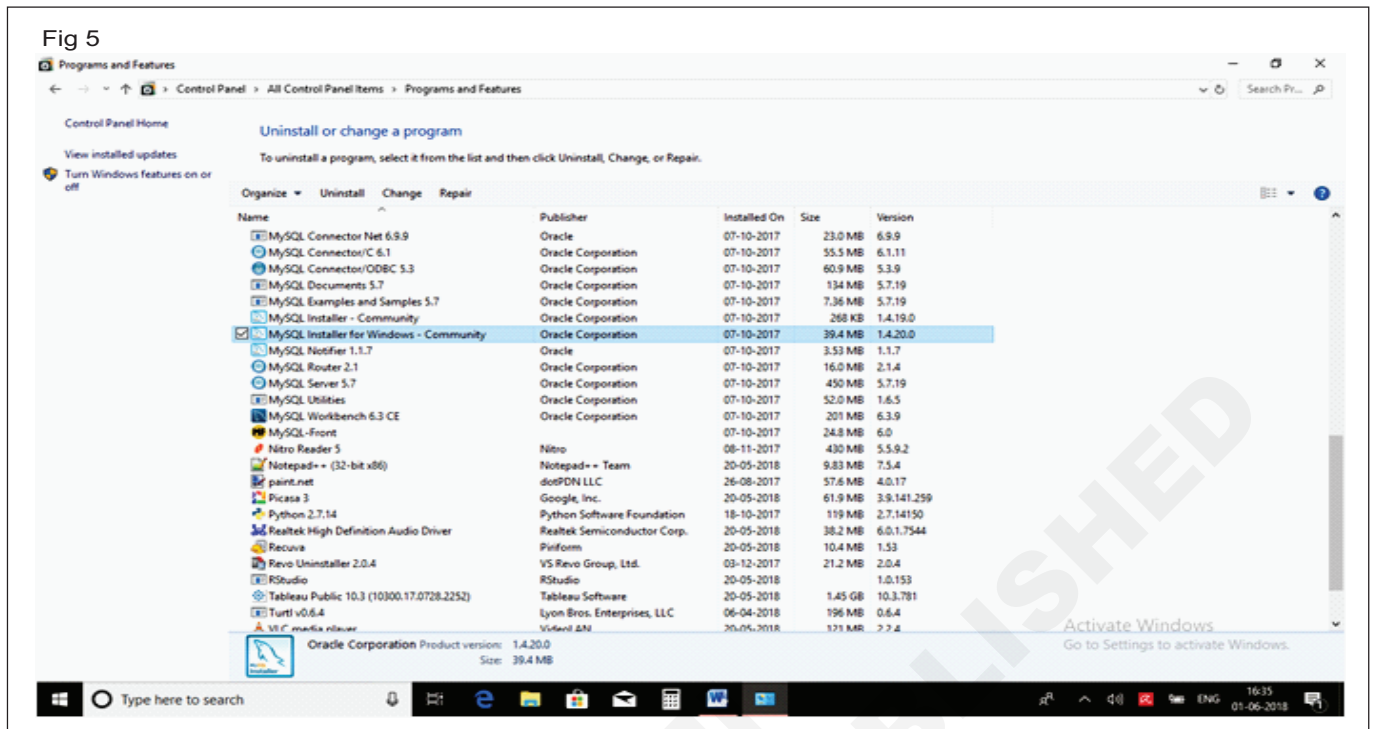 Fig 5
Programs and Features
Control Panel > All Control Panel Items > Programs and Features
Search Pr...
Control Panel Home
View installed updates
Turn Windows features on or
off
Uninstall or change a program
To uninstall a program, select it from the list and then click Uninstall, Change, or Repair.
Organize Uninstall Change Repair
Name Publisher Installed On Size Version
MySQL Connector Net 6.9.9 Oracle 07-10-2017 23.0 MB 6.9.9
MySQL Connector/C 6.1 Oracle Corporation 07-10-2017 55.5 MB 6.1.11
MySQL Connector/ODBC 5.3 Oracle Corporation 07-10-2017 60.9 MB 5.3.9
MySQL Documents 5.7 Oracle Corporation 07-10-2017 134 MB 5.7.19
MySQL Examples and Samples 5.7 Oracle Corporation 07-10-2017 7.36 MB 5.7.19
MySQL Installer - Community Oracle Corporation 07-10-2017 268 KB 1.4.19.0
MySQL Installer for Windows - Community Oracle Corporation 07-10-2017 39.4 MB 1.4.20.0
MySQL Notifier 1.1.7 Oracle 07-10-2017 3.53 MB 1.1.7
MySQL Router 2.1 Oracle Corporation 07-10-2017 16.0 MB 2.1.4
MySQL Server 5.7 Oracle Corporation 07-10-2017 450 MB 5.7.19
MySQL Utilities Oracle Corporation 07-10-2017 52.0 MB 1.6.5
MySQL Workbench 6.3 CE Oracle Corporation 07-10-2017 201 MB 6.3.9
MySQL-Front 07-10-2017 24.8 MB 6.0
Nitro Reader 5 Nitro 08-11-2017 430 MB 5.5.9.2
Notepad++ (32-bit x86) Notepad++ Team 20-05-2018 9.83 MB 7.5.4
paint.net dotPDN LLC 26-08-2017 57.6 MB 4.0.17
Picasa 3 Google, Inc. 20-05-2018 61.9 MB 3.9.141.259
Python 2.7.14 Python Software Foundation 18-10-2017 119 MB 2.7.14150
Realtek High Definition Audio Driver Realtek Semiconductor Corp. 20-05-2018 38.2 MB 6.0.1.7544
Recuva Piriform 20-05-2018 10.4 MB 1.53
Revo Uninstaller 2.0.4 VS Revo Group, Ltd. 03-12-2017 21.2 MB 2.0.4
RStudio RStudio 20-05-2018 1.0.153
Tableau Public 10.3 (10300.17.0728.2252) Tableau Software 20-05-2018 1.45 GB 10.3.781
Turtl v0.6.4 Lyon Bros. Enterprises, LLC 06-04-2018 196 MB 0.6.4
VLC media player VideoLAN 20-05-2018 121 MB 2.2.4
Activate Windows
Go to Settings to activate Windows.
Oracle Corporation Product version: 1.4.20.0
Size: 39.4 MB
Type here to search
ENG
16:35
01-06-2018